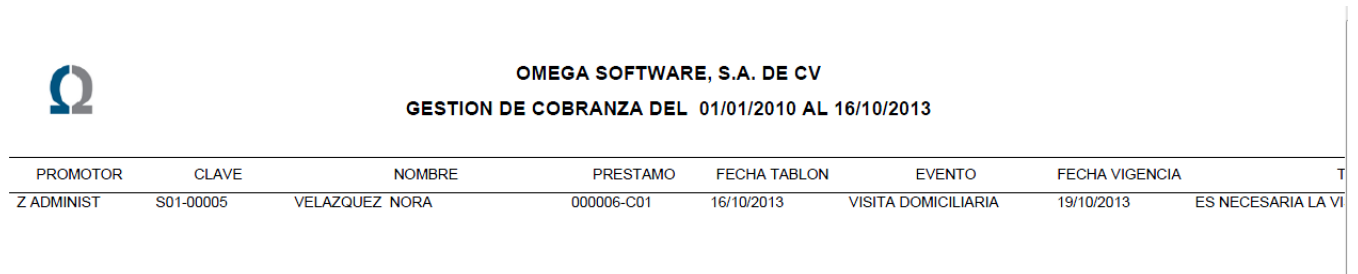 OMEGA SOFTWARE, S.A. DE CV
GESTION DE COBRANZA DEL 01/01/2010 AL 16/10/2013
PROMOTOR CLAVE NOMBRE PRESTAMO FECHA TABLON EVENTO FECHA VIGENCIA
Z ADMINIST S01-00005 VELAZQUEZ NORA 000006-C01 16/10/2013 VISITA DOMICILIARIA 19/10/2013 ES NECESARIA LA